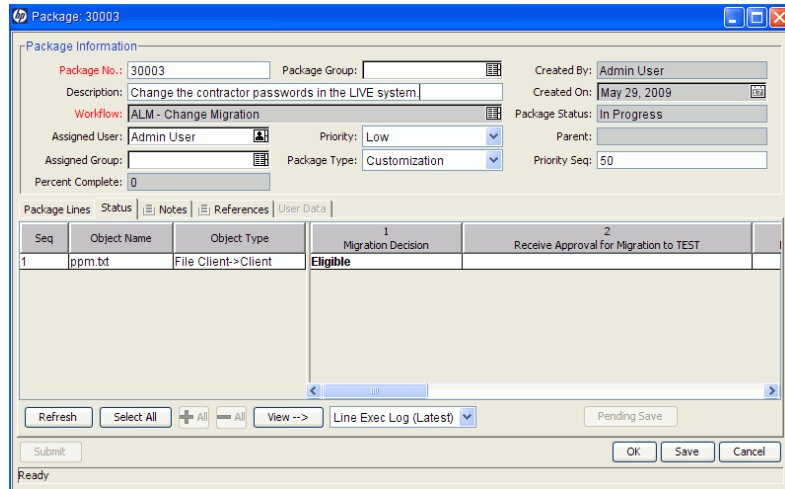 hp Package: 30003
Package Information
Package No.: 30003 Package Group: Created By: Admin User
Description: Change the contractor passwords in the LIVE system. Created On: May 29, 2009
Workflow: ALM - Change Migration Package Status: In Progress
Assigned User: Admin User Priority: Low Parent:
Assigned Group: Package Type: Customization Priority Seq: 50
Percent Complete: 0
Package Lines Status Notes References User Data
Seq Object Name Object Type 1 Migration Decision 2 Receive Approval for Migration to TEST
1 ppm.txt File Client->Client Eligible
Refresh Select All All All View --> Line Exec Log (Latest) Pending Save
Submit OK Save Cancel
Ready